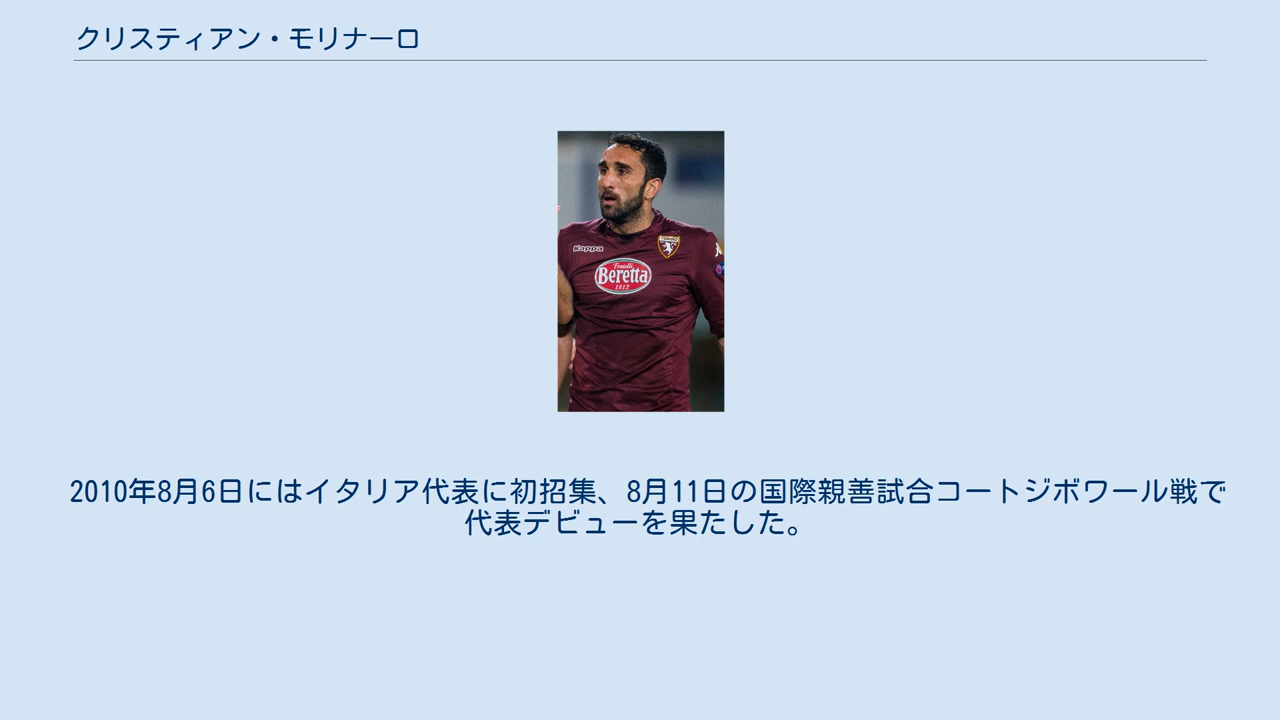 クリスティアン・モリナーロ
Kappa
TORINO
Fratelli
Beretta
1812
2010年8月6日にはイタリア代表に初招集、8月11日の国際親善試合コートジボワール戦で
代表デビューを果たした。